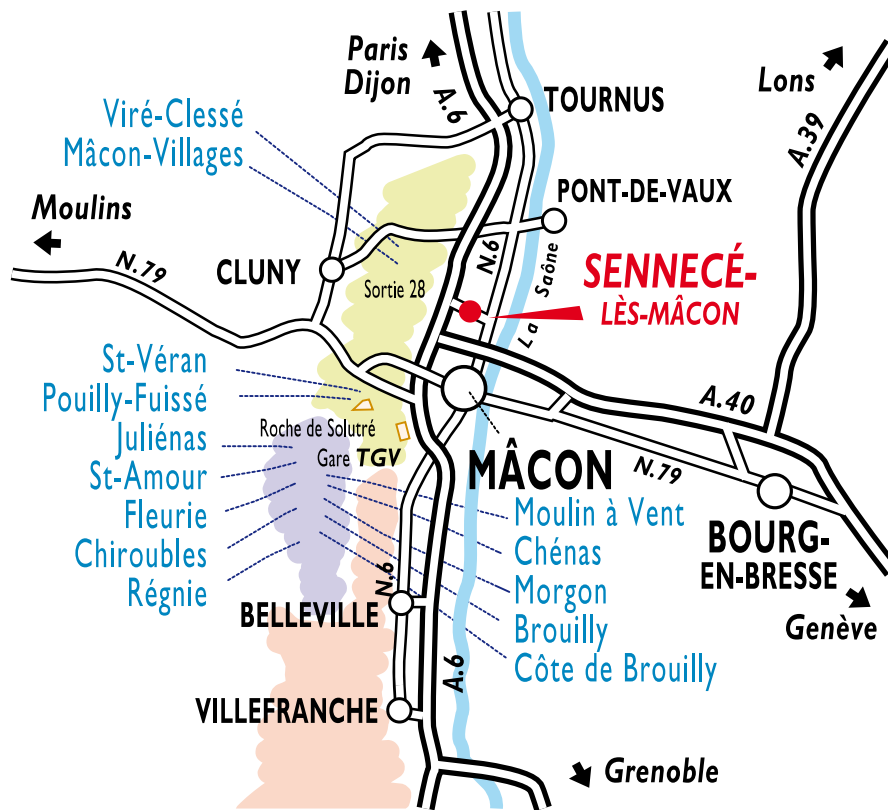 Paris
Dijon
A.6
Lons
TOURNUS
A.39
Viré-Clessé
Mâcon-Villages
PONT-DE-VAUX
Moulins
N.79
CLUNY
N.6
La Saône
SENNECÉ-
LÈS-MÂCON
Sortie 28
St-Véran
Pouilly-Fuissé
A.40
Roche de Solutré
Juliénas
Gare TGV
MÂCON
N.79
St-Amour
Fleurie
Chiroubles
Régnie
Moulin à Vent
Chénas
Morgon
Brouilly
Côte de Brouilly
BOURG-
EN-BRESSE
N.6
BELLEVILLE
Genève
A.6
VILLEFRANCHE
Grenoble